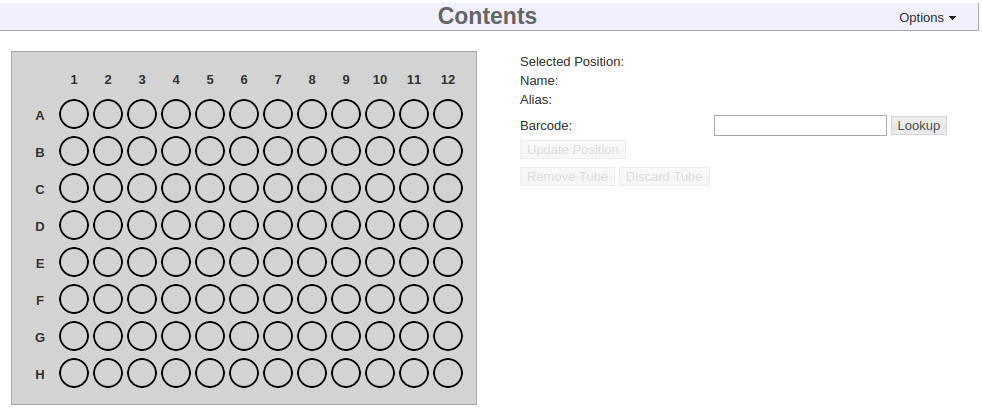 Contents
Options
1 2 3 4 5 6 7 8 9 10 11 12
A
B
C
D
E
F
G
H
Selected Position:
Name:
Alias:
Barcode: Lookup
Update Position
Remove Tube Discard Tube